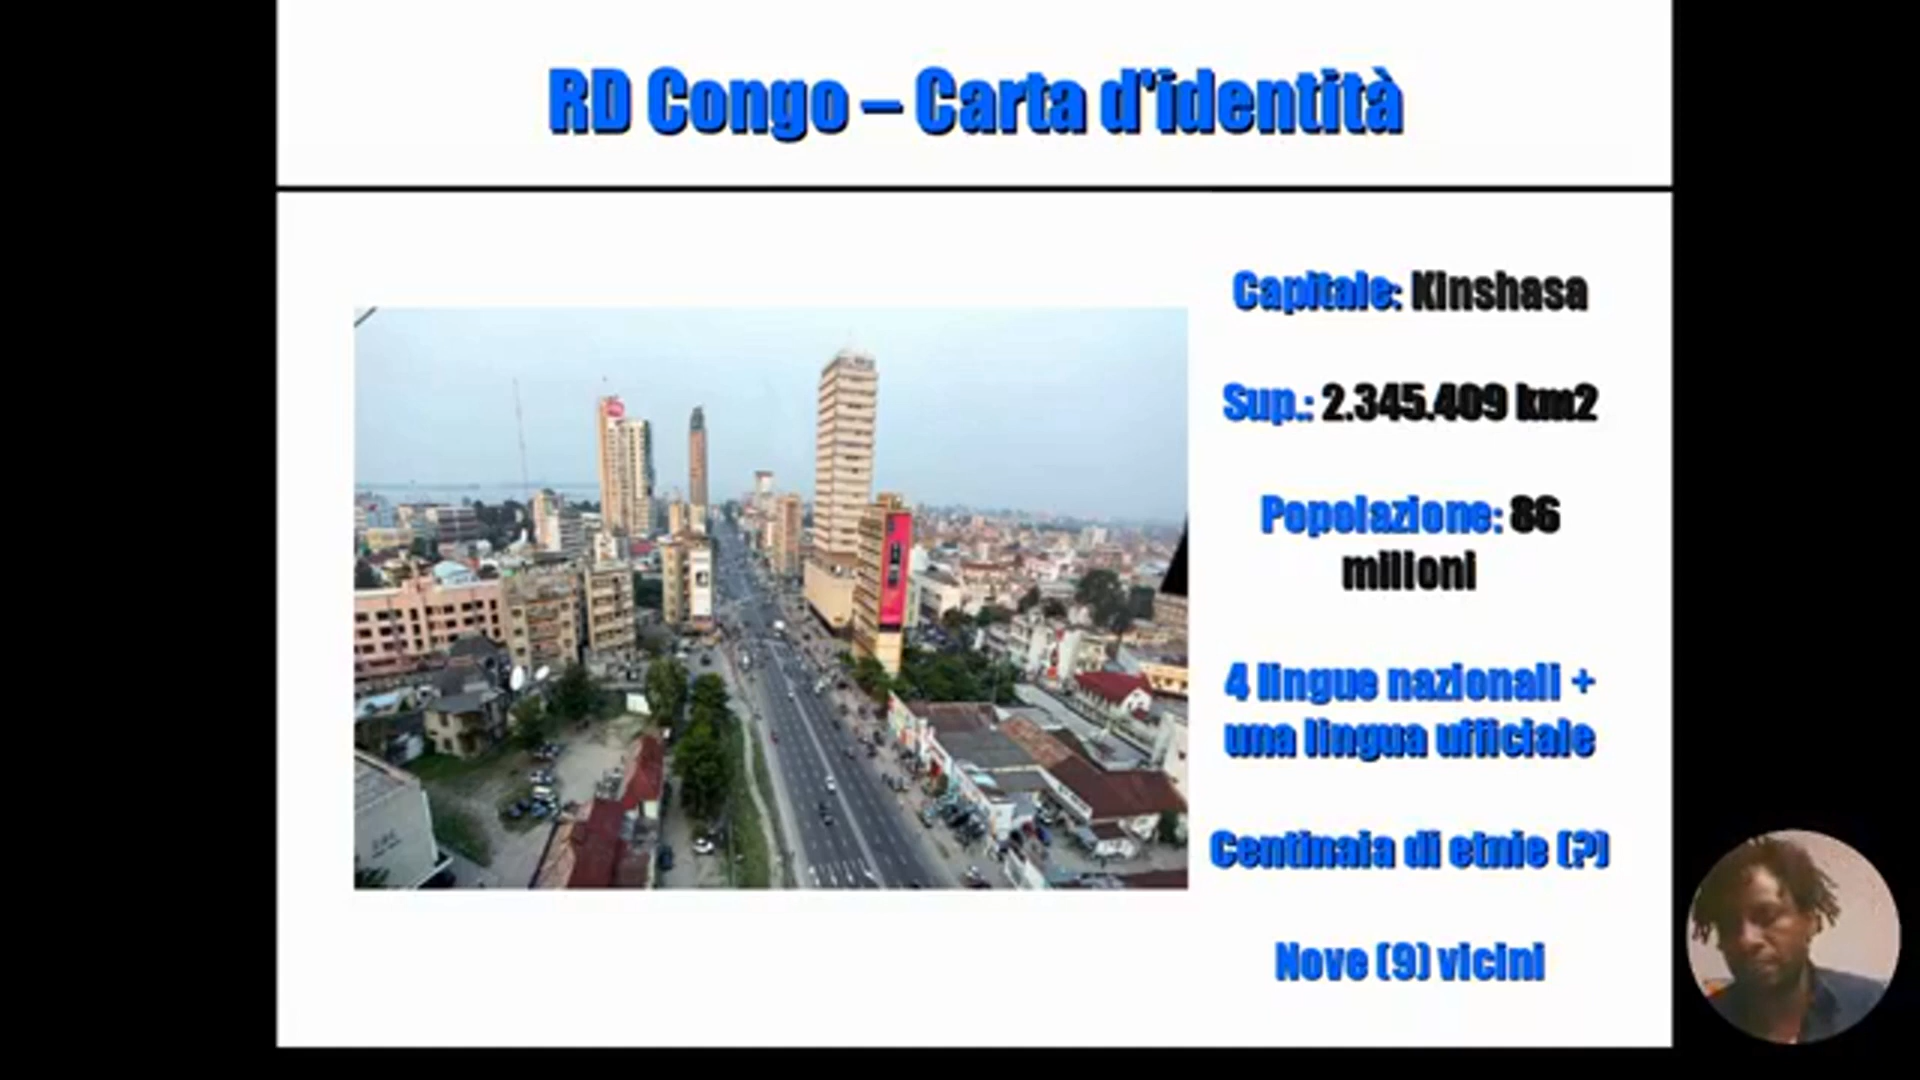 RD Congo – Carta d'identità
Capitale: Kinshasa
Sup.: 2.345.409 km2
Popolazione: 86
milioni
4 lingue nazionali +
una lingua ufficiale
Centinaia di etnie (?)
Nove (9) vicini